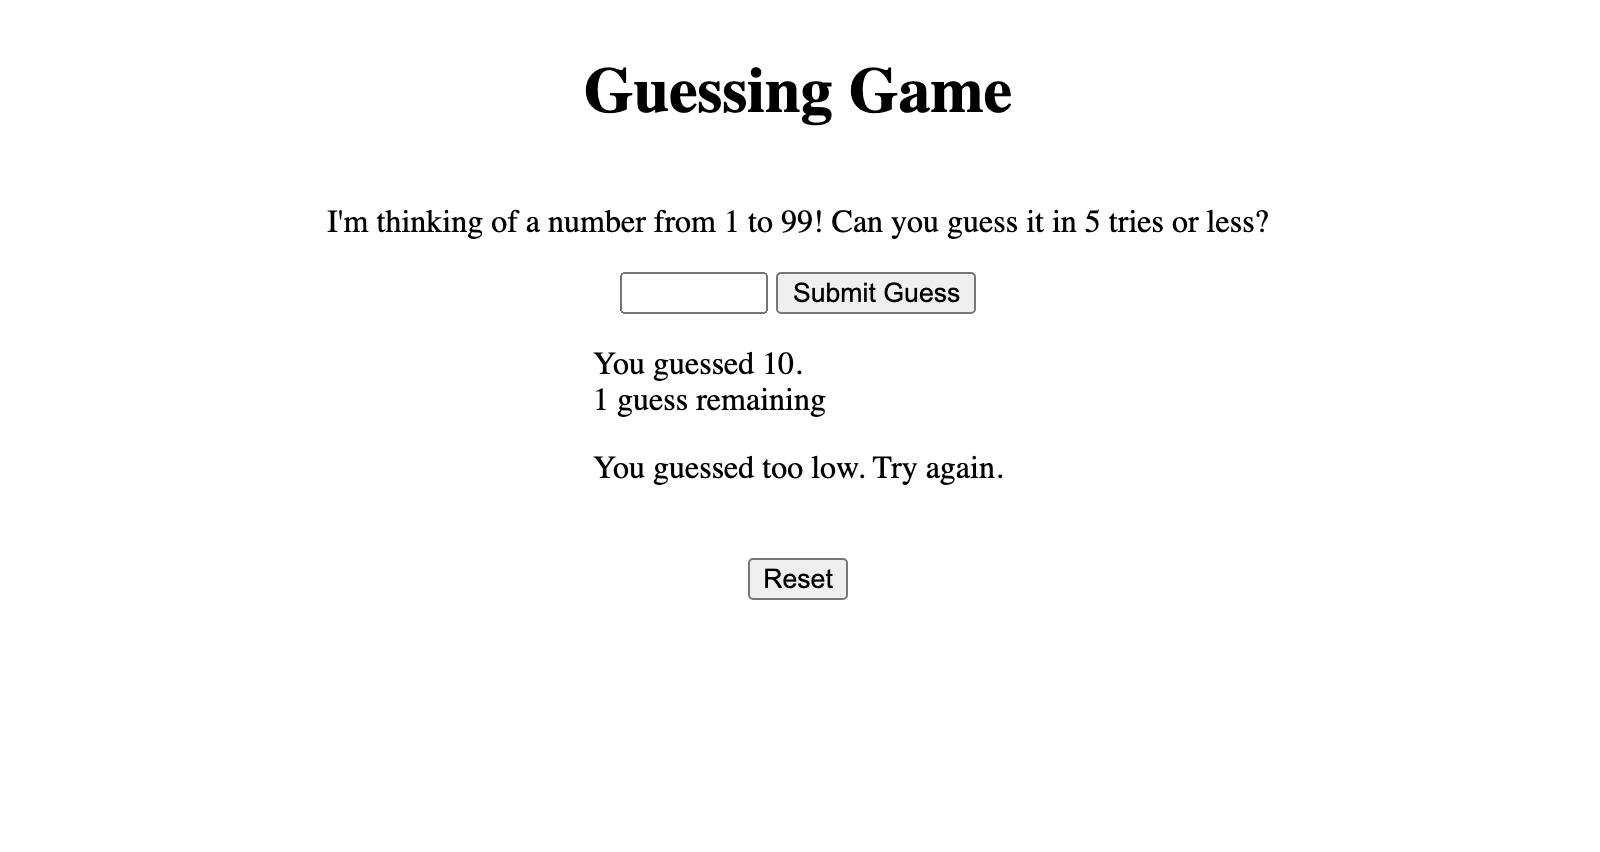 Guessing Game
I'm thinking of a number from 1 to 99! Can you guess it in 5 tries or less?
Submit Guess
You guessed 10.
1 guess remaining
You guessed too low. Try again.
Reset